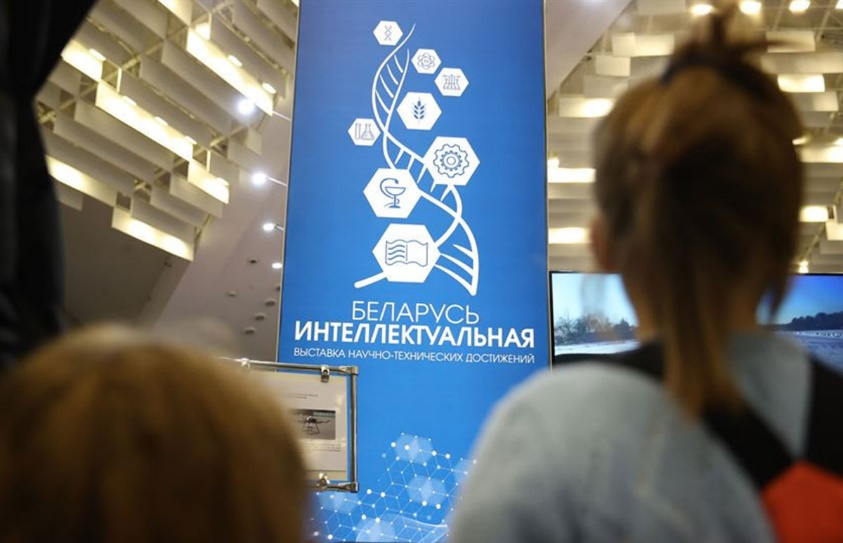 БЕЛАРУСЬ
ИНТЕЛЛЕКТУАЛЬНАЯ
ВЫСТАВКА НАУЧНО-ТЕХНИЧЕСКИХ ДОСТИЖЕНИЙ